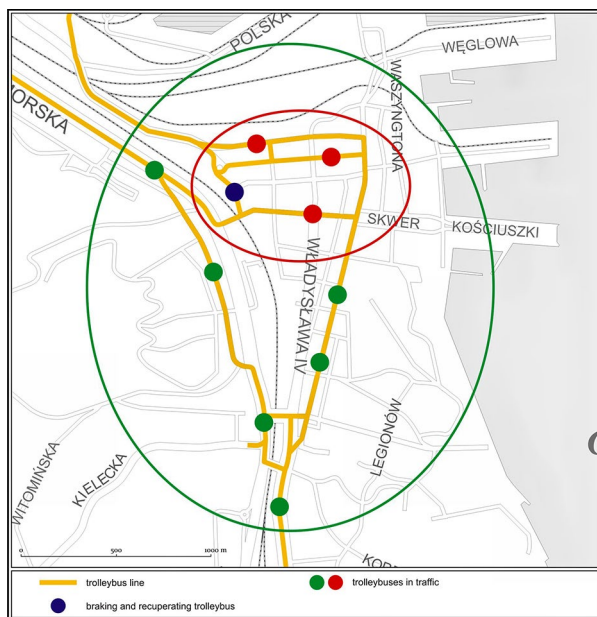 POLSKA
WĘGLOWA
WASZYNGTONA
MORSKA
SKWER KOŚCIUSZKI
WŁADYSŁAWA IV
LEGIONÓW
WITOMIŃSKA
KIELECKA
0 500 1000 m
trolleybus line
trolleybuses in traffic
braking and recuperating trolleybus